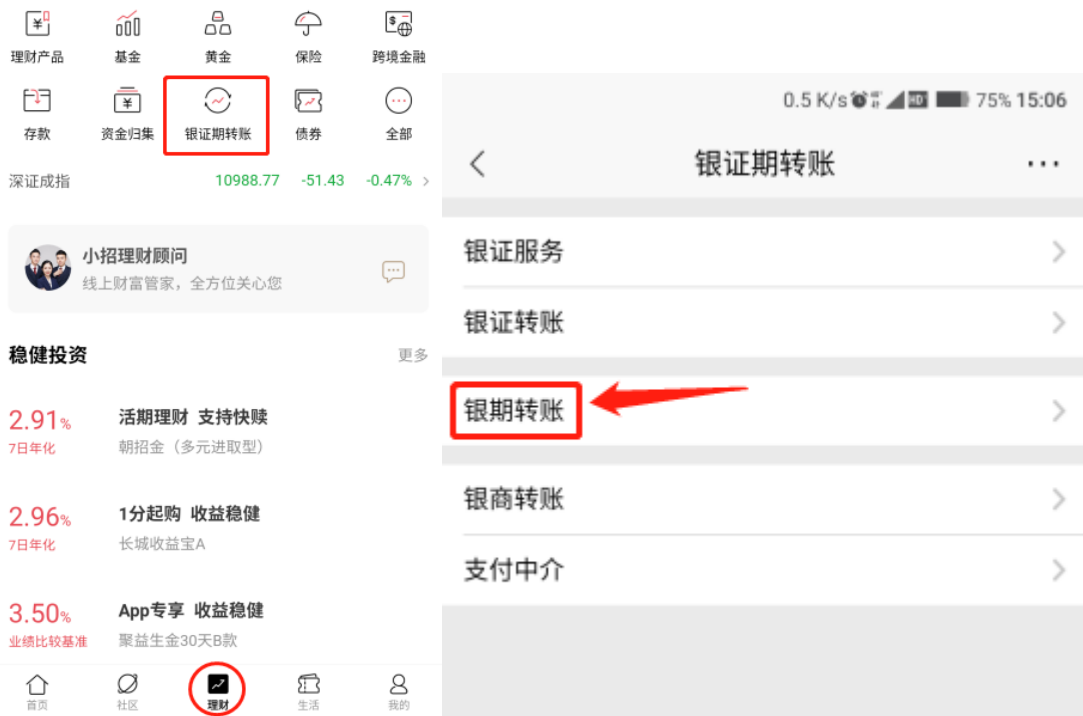 理财产品 基金 黄金 保险 跨境金融
存款 资金归集 银证期转账 债券 全部
深证成指 10988.77 -51.43 -0.47%
小招理财顾问
线上财富管家，全方位关心您
稳健投资 更多
2.91% 活期理财 支持快赎
7日年化 朝招金（多元进取型）
2.96% 1分起购 收益稳健
7日年化 长城收益宝A
3.50% App专享 收益稳健
业绩比较基准 聚益生金30天B款
首页 社区 理财 生活 我的
0.5 K/s HD 75% 15:06
银证期转账
银证服务
银证转账
银期转账
银商转账
支付中介